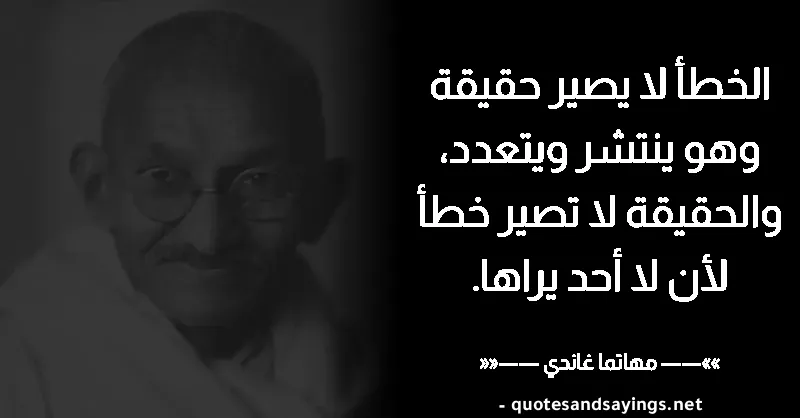 الخطأ لا يصير حقيقة
وهو ينتشر ويتعدد،
والحقيقة لا تصير خطأ
لأن لا أحد يراها.
»»—— مهاتما غاندي ——««
- quotesandsayings.net